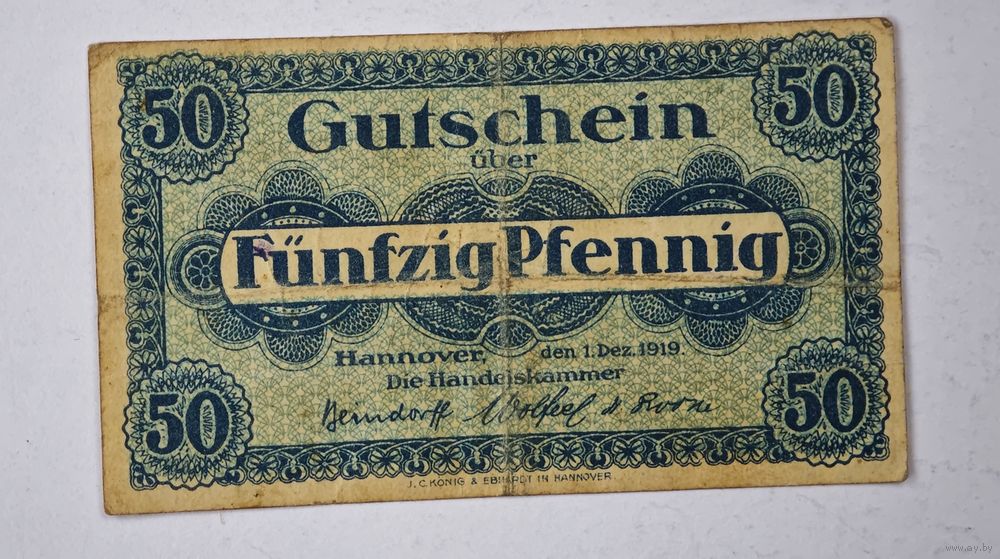 50 50
Gutschein
über
Fünfzig Pfennig
Hannover, den 1. Dez. 1919.
Die Handelskammer
Beindorff
50 50
J. C. KÖNIG & EBHARDT IN HANNOVER.
www.ay.by